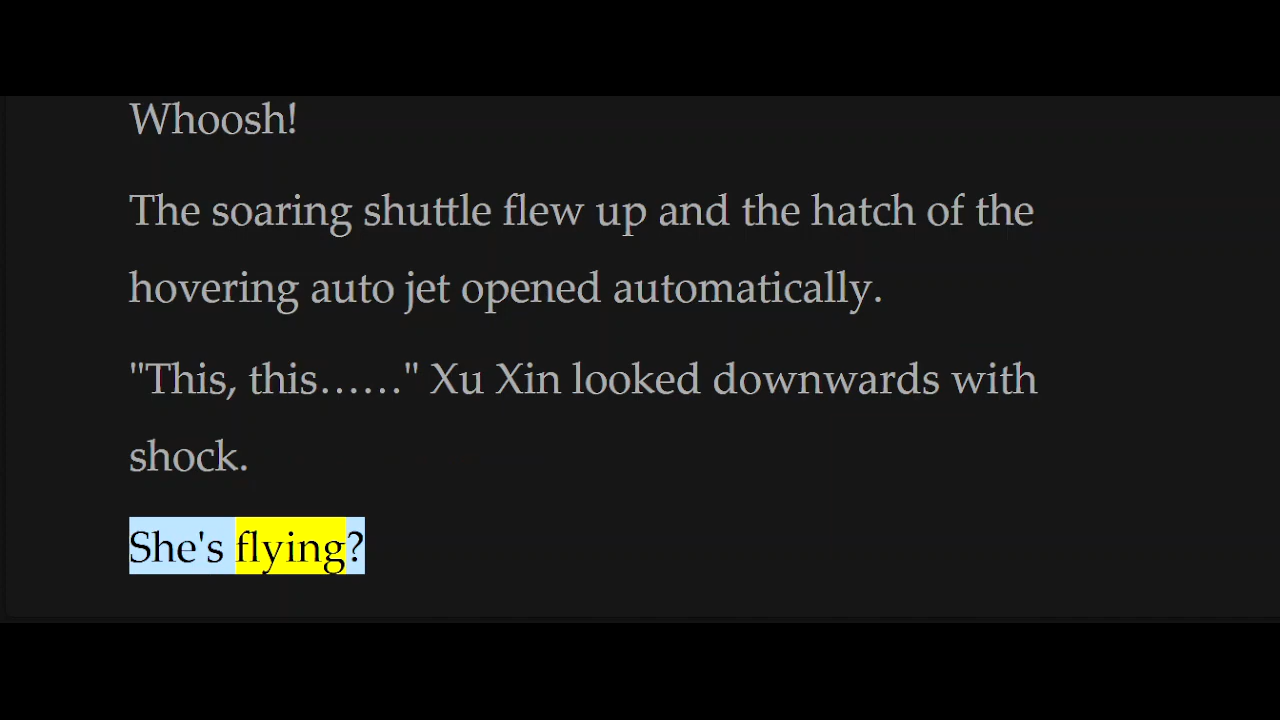 Whoosh!
The soaring shuttle flew up and the hatch of the
hovering auto jet opened automatically.
"This, this……" Xu Xin looked downwards with
shock.
She's flying?